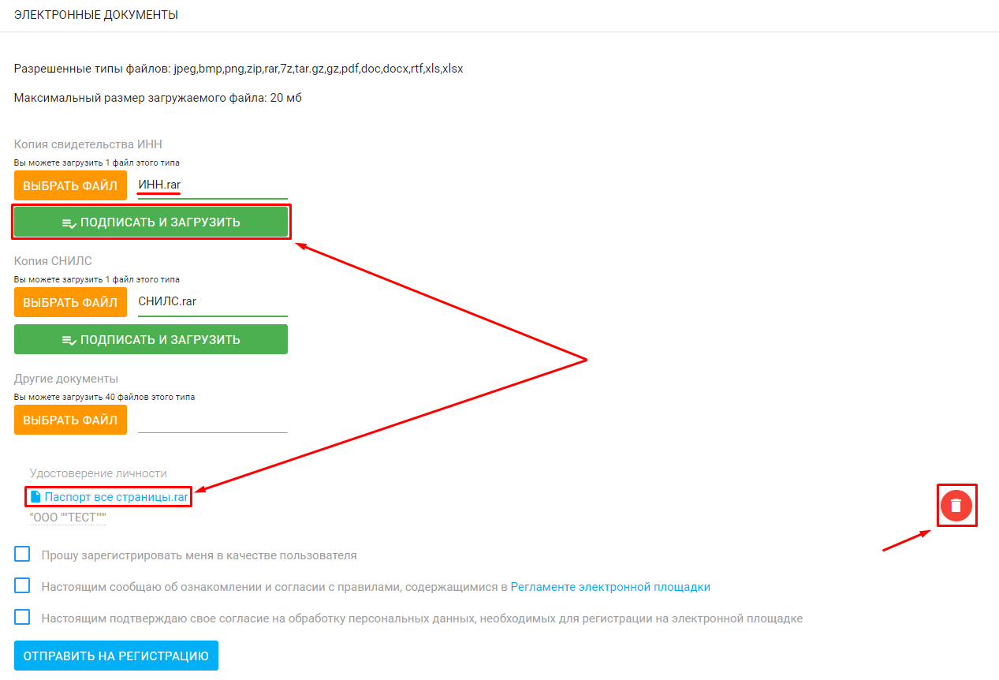 ЭЛЕКТРОННЫЕ ДОКУМЕНТЫ
Разрешенные типы файлов: jpeg,bmp,png,zip,rar,7z,tar.gz,gz,pdf,doc,docx,rtf,xls,xlsx
Максимальный размер загружаемого файла: 20 мб
Копия свидетельства ИНН
Вы можете загрузить 1 файл этого типа
ВЫБРАТЬ ФАЙЛ ИНН.rar
ПОДПИСАТЬ И ЗАГРУЗИТЬ
Копия СНИЛС
Вы можете загрузить 1 файл этого типа
ВЫБРАТЬ ФАЙЛ СНИЛС.rar
ПОДПИСАТЬ И ЗАГРУЗИТЬ
Другие документы
Вы можете загрузить 40 файлов этого типа
ВЫБРАТЬ ФАЙЛ
Удостоверение личности
Паспорт все страницы.rar
"ООО ""ТЕСТ"""
Прошу зарегистрировать меня в качестве пользователя
Настоящим сообщаю об ознакомлении и согласии с правилами, содержащимися в Регламенте электронной площадки
Настоящим подтверждаю свое согласие на обработку персональных данных, необходимых для регистрации на электронной площадке
ОТПРАВИТЬ НА РЕГИСТРАЦИЮ